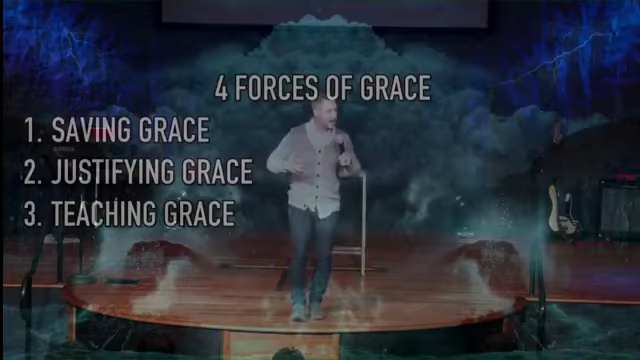 4 FORCES OF GRACE
1. SAVING GRACE
2. JUSTIFYING GRACE
3. TEACHING GRACE